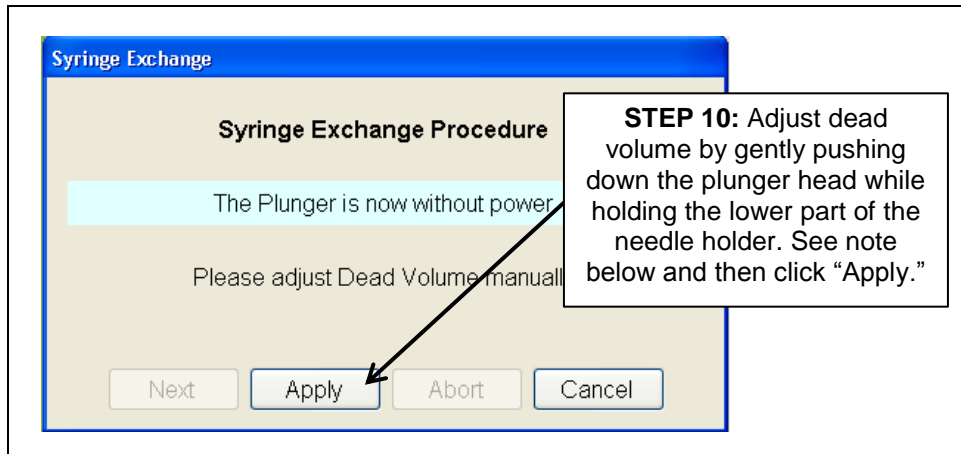 Syringe Exchange
Syringe Exchange Procedure
The Plunger is now without power
Please adjust Dead Volume manuall
Next
Apply
Abort
Cancel
STEP 10: Adjust dead
volume by gently pushing
down the plunger head while
holding the lower part of the
needle holder. See note
below and then click “Apply.”